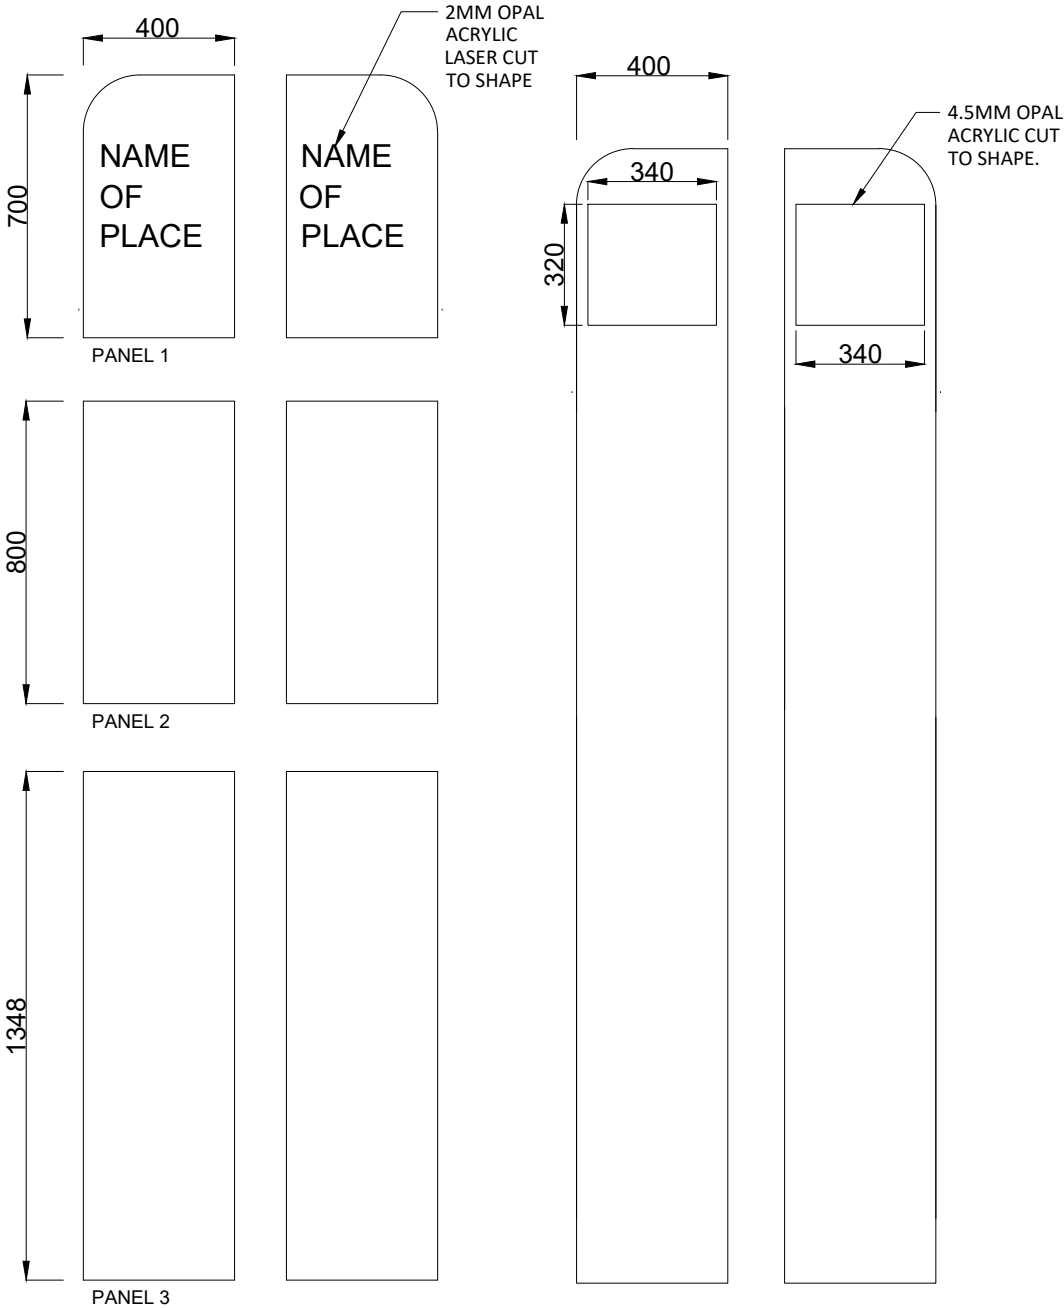 400
2MM OPAL
ACRYLIC
LASER CUT
TO SHAPE
700
NAME
OF
PLACE
NAME
OF
PLACE
PANEL 1
800
PANEL 2
1348
PANEL 3
400
340
320
4.5MM OPAL
ACRYLIC CUT
TO SHAPE.
340